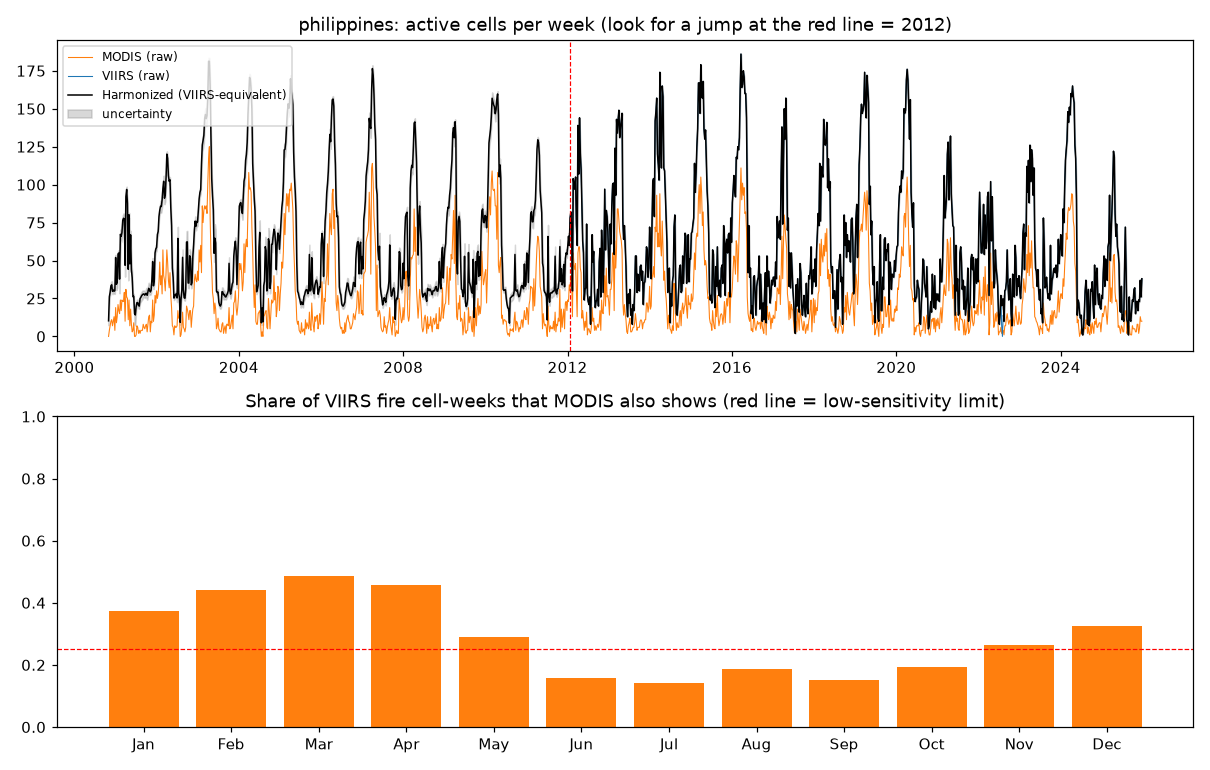 philippines: active cells per week (look for a jump at the red line = 2012)
MODIS (raw)
VIIRS (raw)
Harmonized (VIIRS-equivalent)
uncertainty
175
150
125
100
75
50
25
0
2000 2004 2008 2012 2016 2020 2024
Share of VIIRS fire cell-weeks that MODIS also shows (red line = low-sensitivity limit)
1.0
0.8
0.6
0.4
0.2
0.0
Jan Feb Mar Apr May Jun Jul Aug Sep Oct Nov Dec